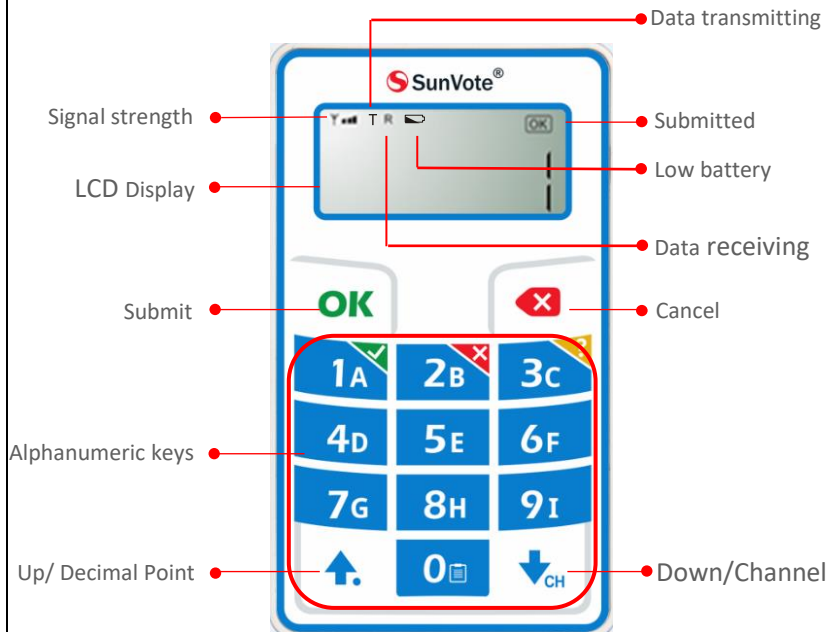 Data transmitting
SunVote®
Signal strength
T R
OK
Submitted
1
Low battery
LCD Display
Data receiving
OK
Submit
Cancel
1A 2B 3C ?
4D 5E 6F
Alphanumeric keys
7G 8H 9I
Up/ Decimal Point
. 0 CH
Down/Channel